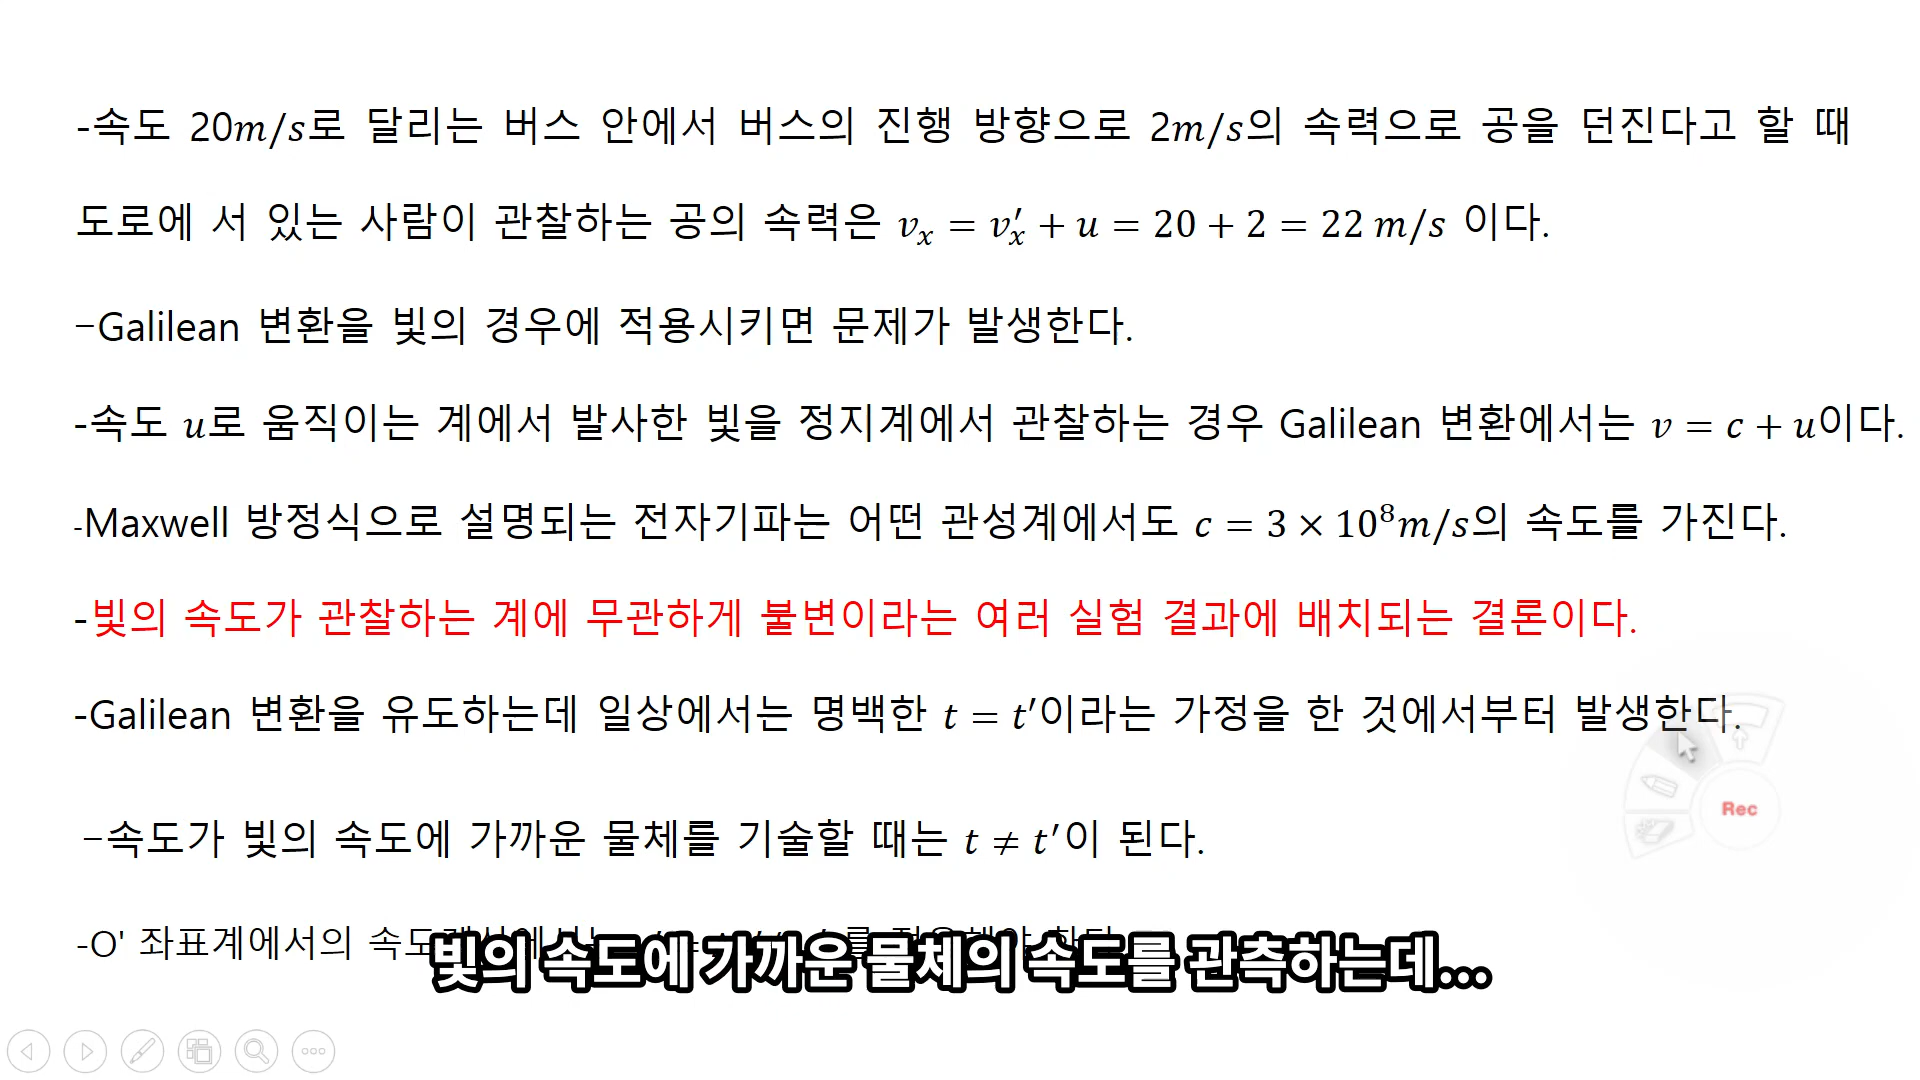 -속도 20m/s로 달리는 버스 안에서 버스의 진행 방향으로 2m/s의 속력으로 공을 던진다고 할 때
도로에 서 있는 사람이 관찰하는 공의 속력은 vₓ = v′ₓ + u = 20 + 2 = 22 m/s 이다.
–Galilean 변환을 빛의 경우에 적용시키면 문제가 발생한다.
-속도 u로 움직이는 계에서 발사한 빛을 정지계에서 관찰하는 경우 Galilean 변환에서는 v = c + u이다.
-Maxwell 방정식으로 설명되는 전자기파는 어떤 관성계에서도 c = 3 × 10⁸m/s의 속도를 가진다.
-빛의 속도가 관찰하는 계에 무관하게 불변이라는 여러 실험 결과에 배치되는 결론이다.
-Galilean 변환을 유도하는데 일상에서는 명백한 t = t′이라는 가정을 한 것에서부터 발생한다.
–속도가 빛의 속도에 가까운 물체를 기술할 때는 t ≠ t′이 된다.
-O' 좌표계에서의
빛의 속도에 가까운 물체의 속도를 관측하는데...
Rec